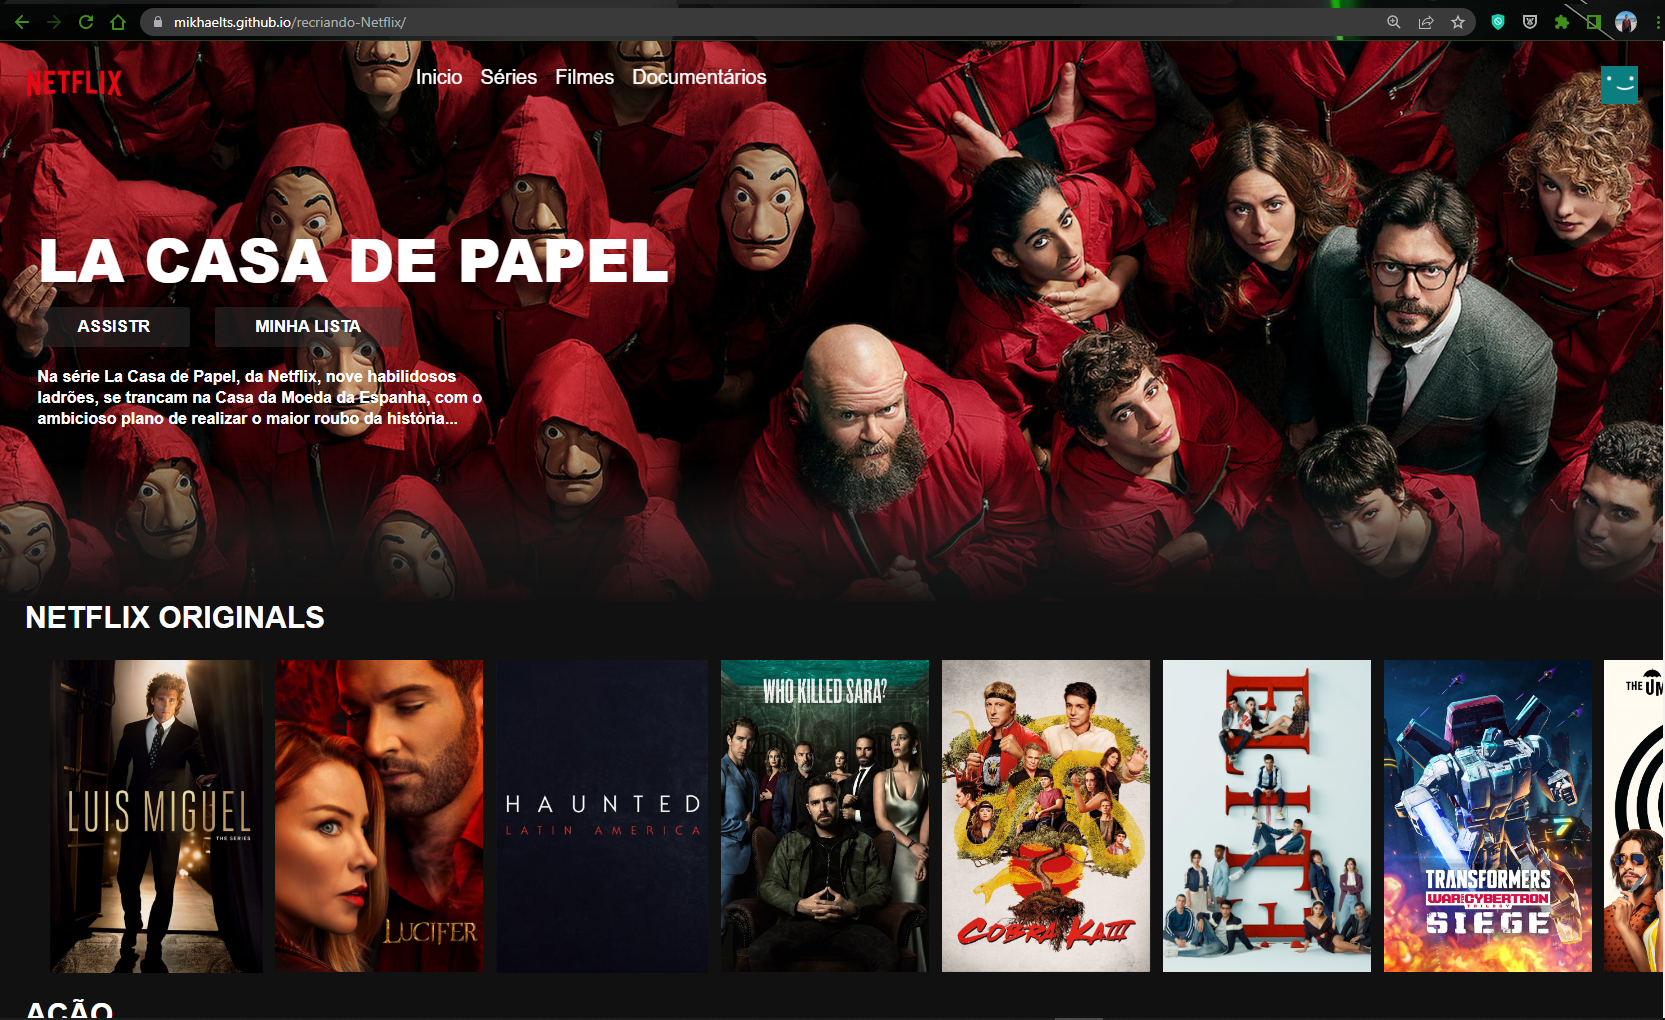 mikhaelts.github.io/recriando-Netflix/
NETFLIX
Inicio Séries Filmes Documentários
LA CASA DE PAPEL
ASSISTR MINHA LISTA
Na série La Casa de Papel, da Netflix, nove habilidosos
ladrões, se trancam na Casa da Moeda da Espanha, com o
ambicioso plano de realizar o maior roubo da história...
NETFLIX ORIGINALS
LUIS MIGUEL
THE SERIES
LUCIFER
HAUNTED
LATIN AMERICA
WHO KILLED SARA?
COBRA KAIII
ELITE
TRANSFORMERS
WAR FOR CYBERTRON
TRILOGY
SIEGE
THE UM
AÇÃO